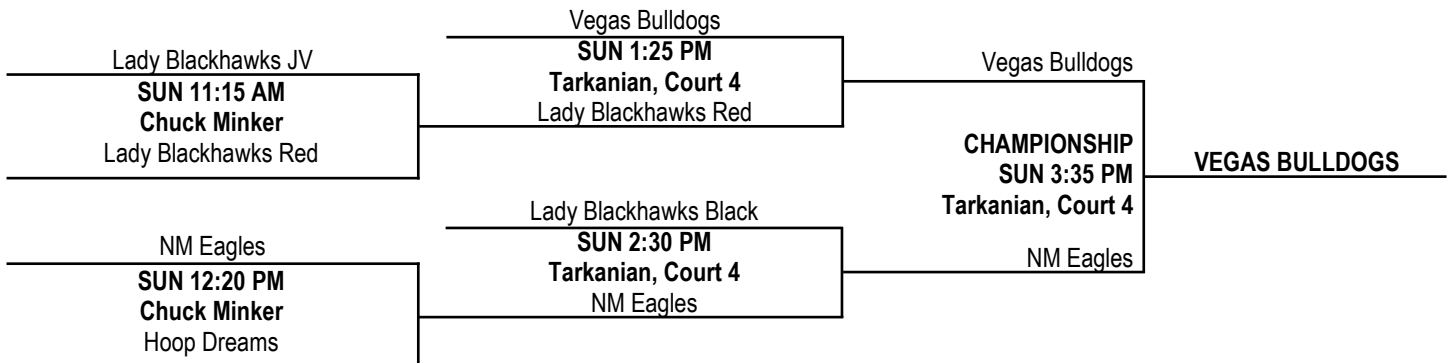 Lady Blackhawks JV
SUN 11:15 AM
Chuck Minker
Lady Blackhawks Red
NM Eagles
SUN 12:20 PM
Chuck Minker
Hoop Dreams
Vegas Bulldogs
SUN 1:25 PM
Tarkanian, Court 4
Lady Blackhawks Red
Lady Blackhawks Black
SUN 2:30 PM
Tarkanian, Court 4
NM Eagles
Vegas Bulldogs
CHAMPIONSHIP
SUN 3:35 PM
Tarkanian, Court 4
NM Eagles
VEGAS BULLDOGS